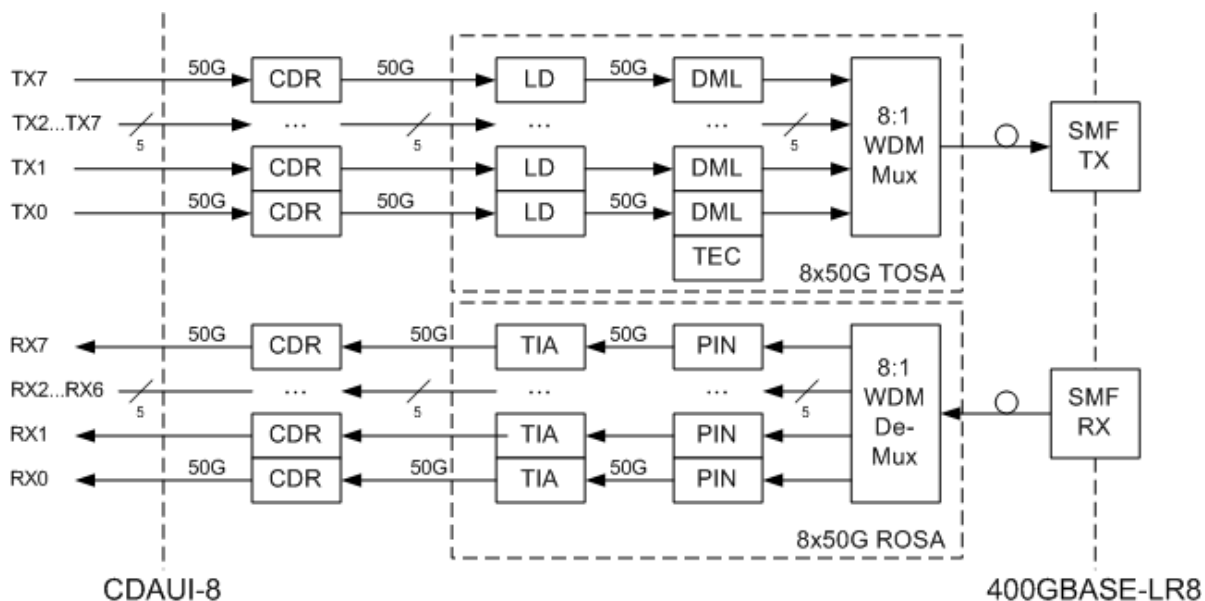 TX7 50G CDR 50G LD 50G DML
TX2...TX7 5 ... 5 ... ... 5
TX1 CDR LD DML
TX0 50G CDR 50G LD 50G DML
TEC
8:1
WDM
Mux
8x50G TOSA
SMF
TX
RX7 50G CDR 50G TIA 50G PIN
RX2...RX6 5 ... 5 ... ... 5
RX1 CDR TIA PIN
RX0 50G CDR 50G TIA 50G PIN
8:1
WDM
De-
Mux
8x50G ROSA
SMF
RX
CDAUI-8
400GBASE-LR8